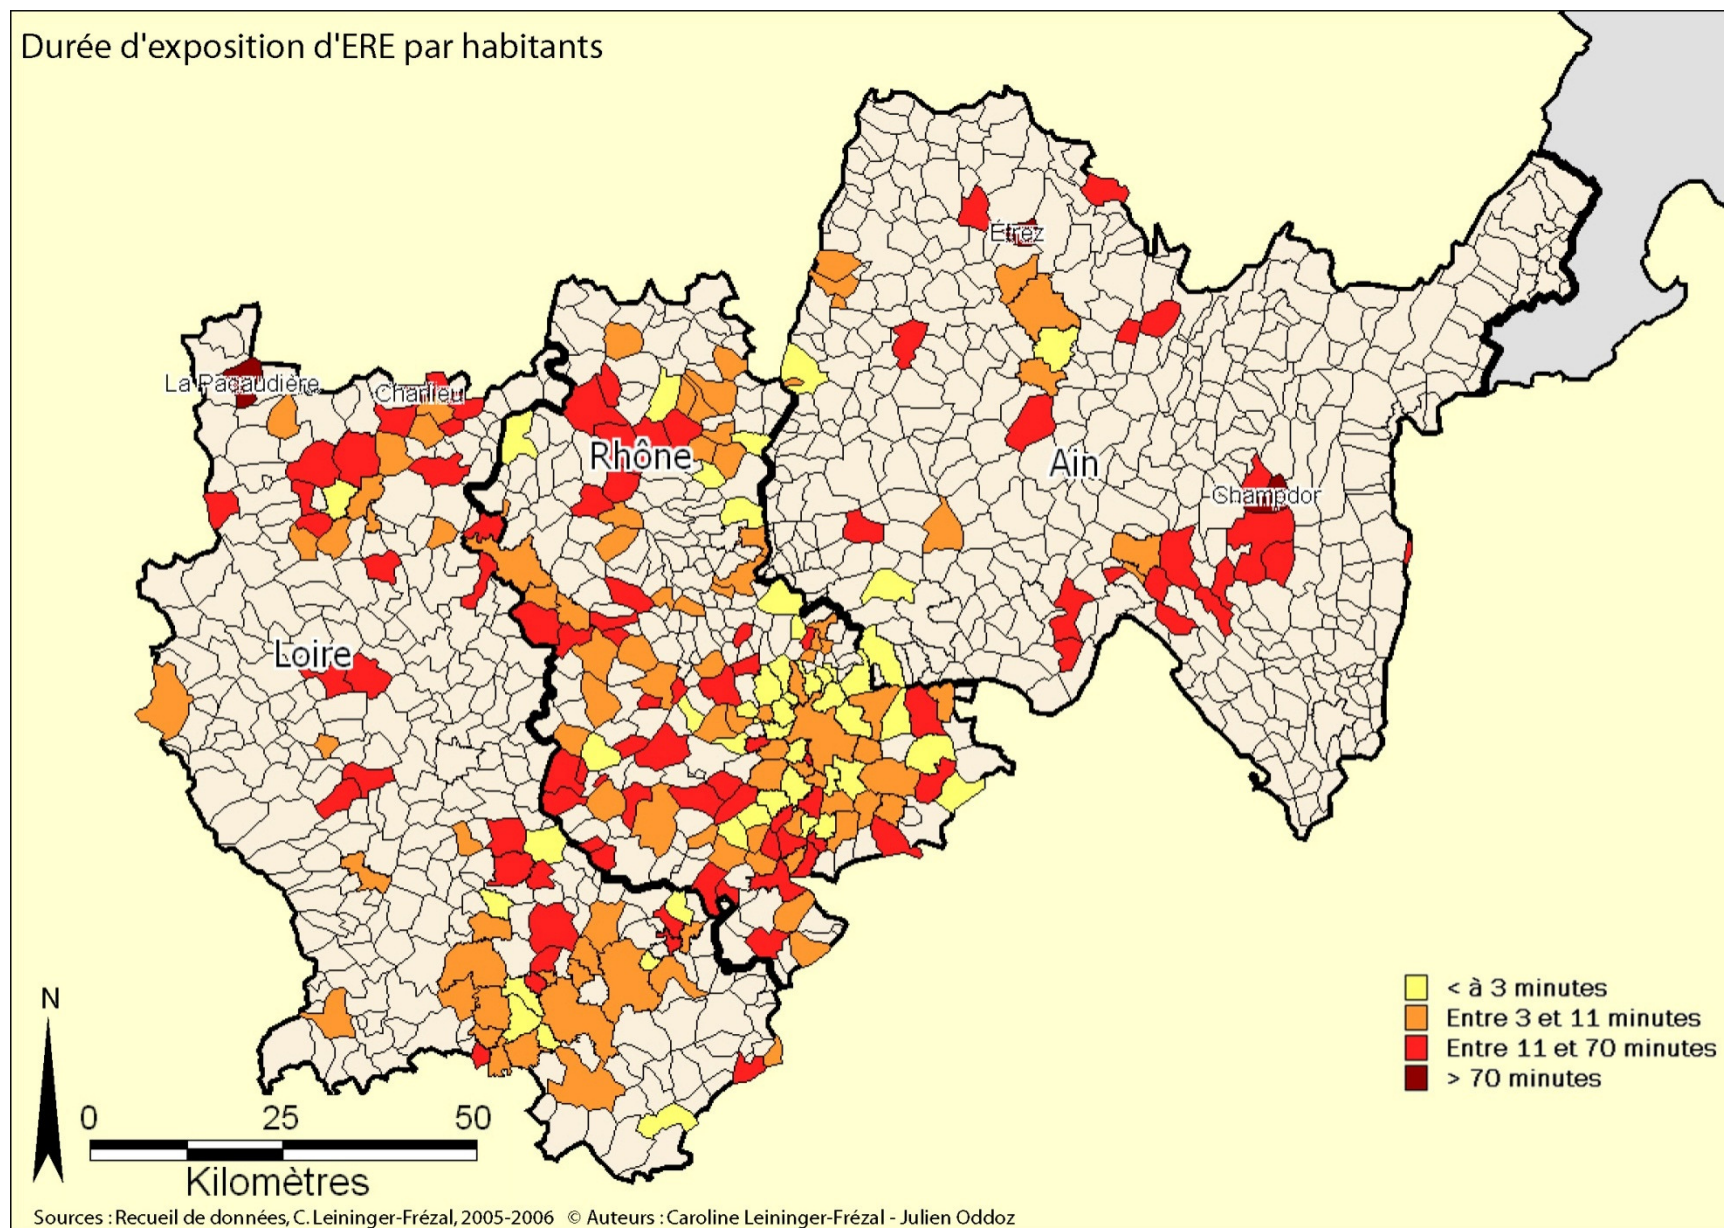 Durée d'exposition d'ERE par habitants
Étrez
La Pacaudière
Charlieu
Rhône
Ain
Champdor
Loire
N
< à 3 minutes
Entre 3 et 11 minutes
Entre 11 et 70 minutes
> 70 minutes
0 25 50
Kilomètres
Sources : Recueil de données, C. Leininger-Frézal, 2005-2006 © Auteurs : Caroline Leininger-Frézal - Julien Oddoz